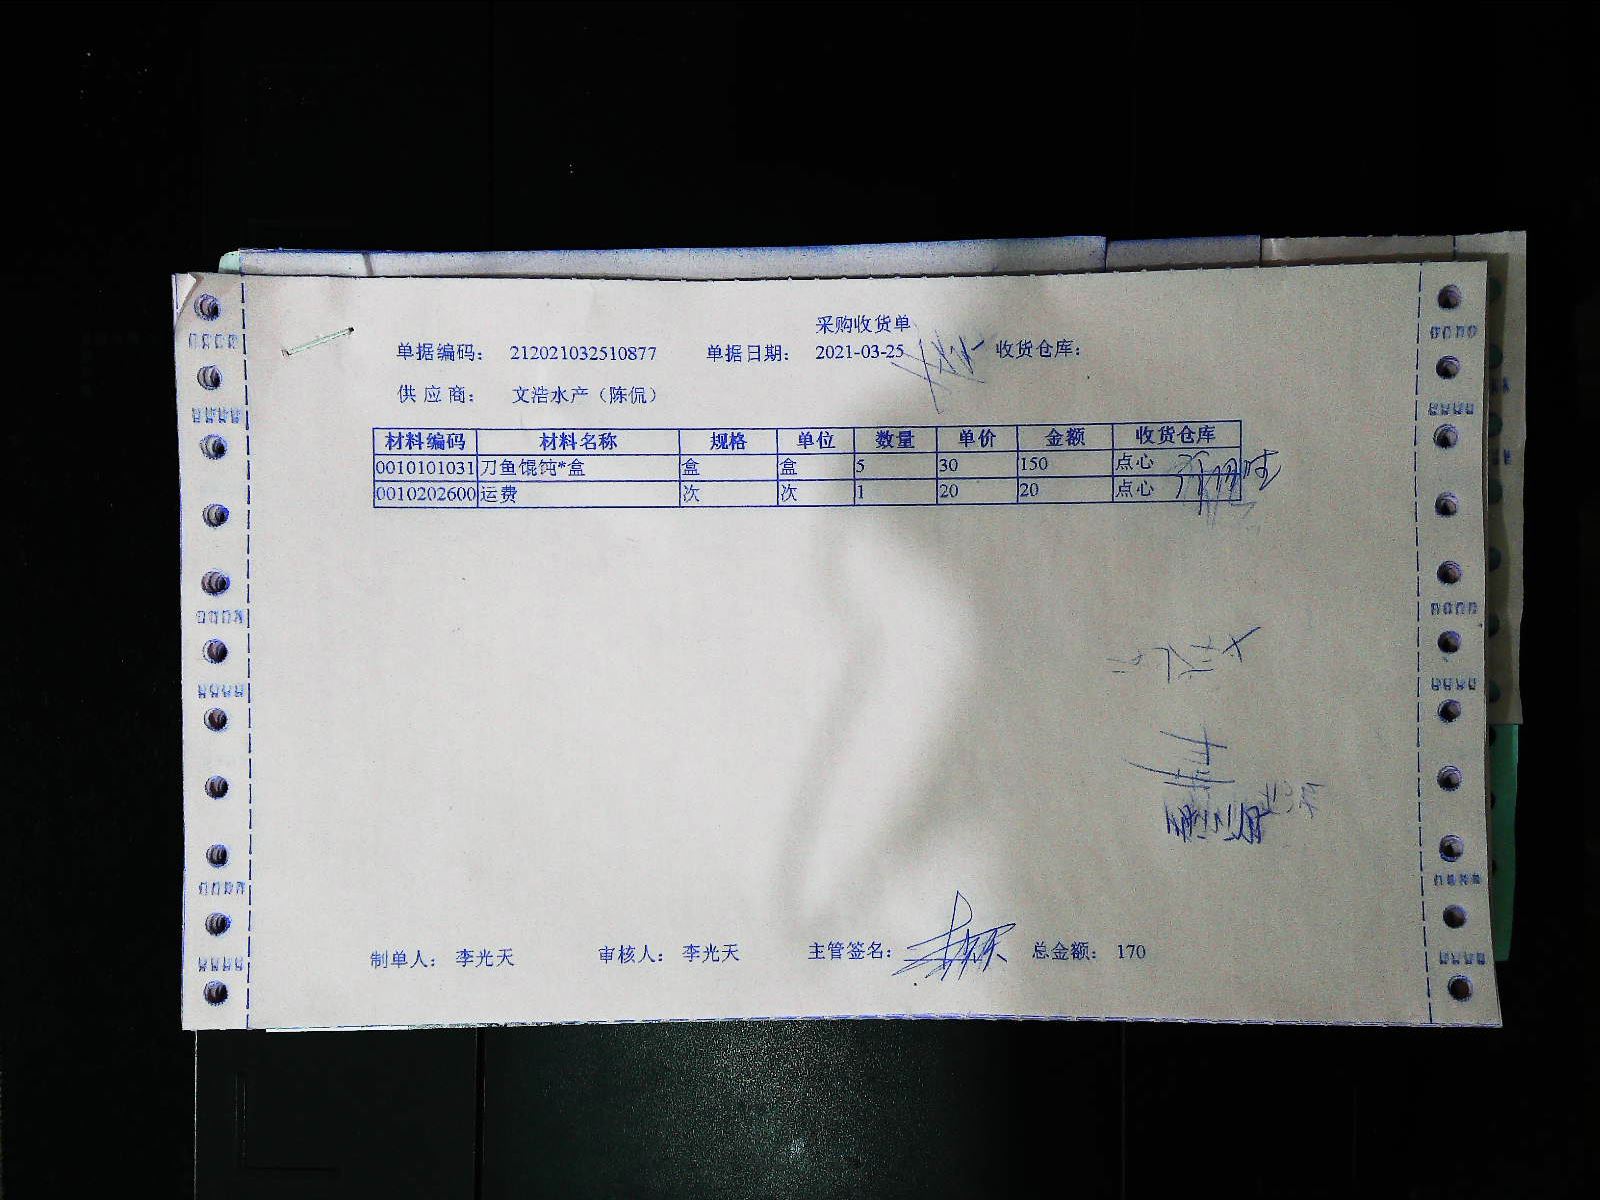 采购收货单
单据编码： 212021032510877 单据日期： 2021-03-25 收货仓库：
供应商： 文浩水产（陈侃）
材料编码 材料名称 规格 单位 数量 单价 金额 收货仓库
0010101031 刀鱼馄饨*盒 盒 盒 5 30 150 点心
0010202600 运费 次 次 1 20 20 点心
制单人： 李光天 审核人： 李光天 主管签名： 总金额： 170